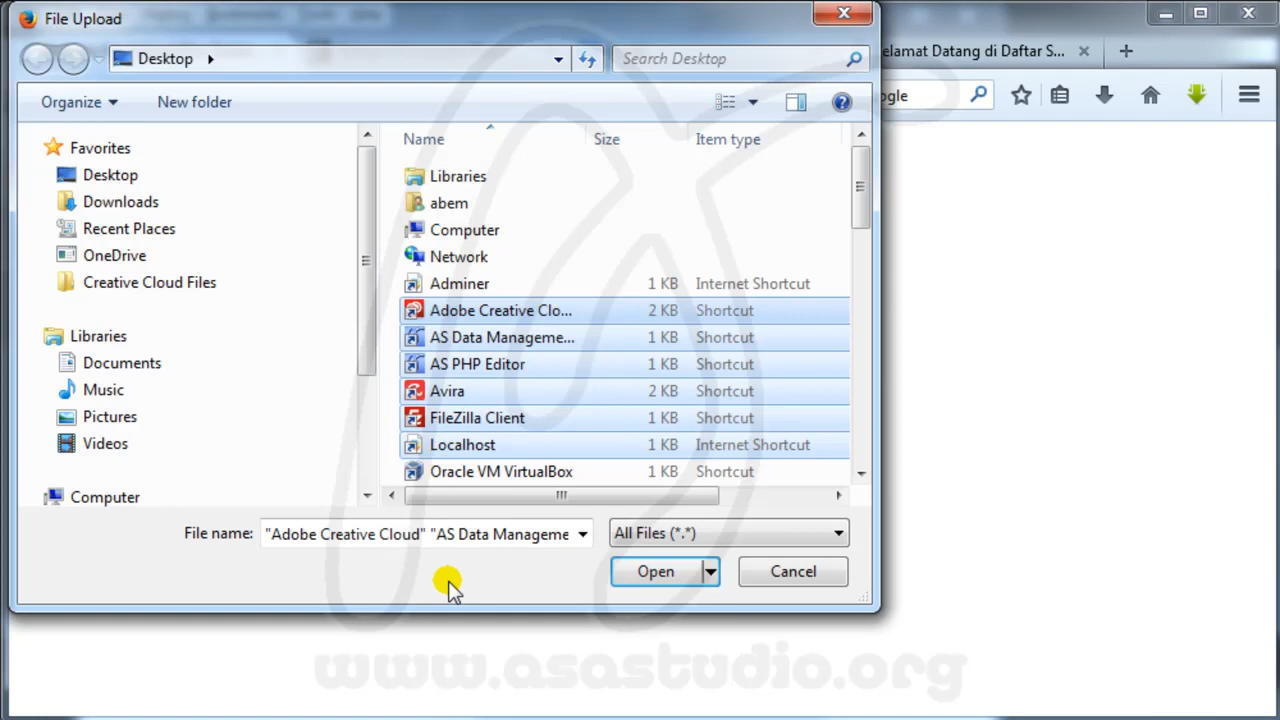 File Upload
Desktop
Search Desktop
elamat Datang di Daftar S...
ogle
Organize
New folder
Name
Size
Item type
Favorites
Desktop
Downloads
Recent Places
OneDrive
Creative Cloud Files
Libraries
Documents
Music
Pictures
Videos
Computer
Libraries
abem
Computer
Network
Adminer 1 KB Internet Shortcut
Adobe Creative Clo... 2 KB Shortcut
AS Data Manageme... 1 KB Shortcut
AS PHP Editor 1 KB Shortcut
Avira 2 KB Shortcut
FileZilla Client 1 KB Shortcut
Localhost 1 KB Internet Shortcut
Oracle VM VirtualBox 1 KB Shortcut
File name: "Adobe Creative Cloud" "AS Data Manageme
All Files (*.*)
Open
Cancel
www.asastudio.org